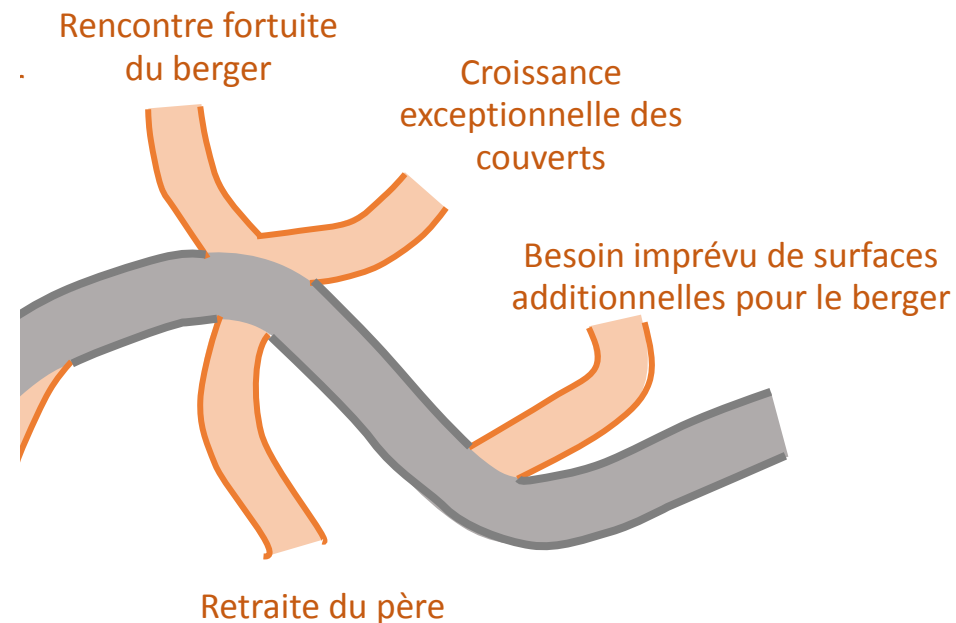 Rencontre fortuite
du berger
Croissance
exceptionnelle des
couverts
Besoin imprévu de surfaces
additionnelles pour le berger
Retraite du père